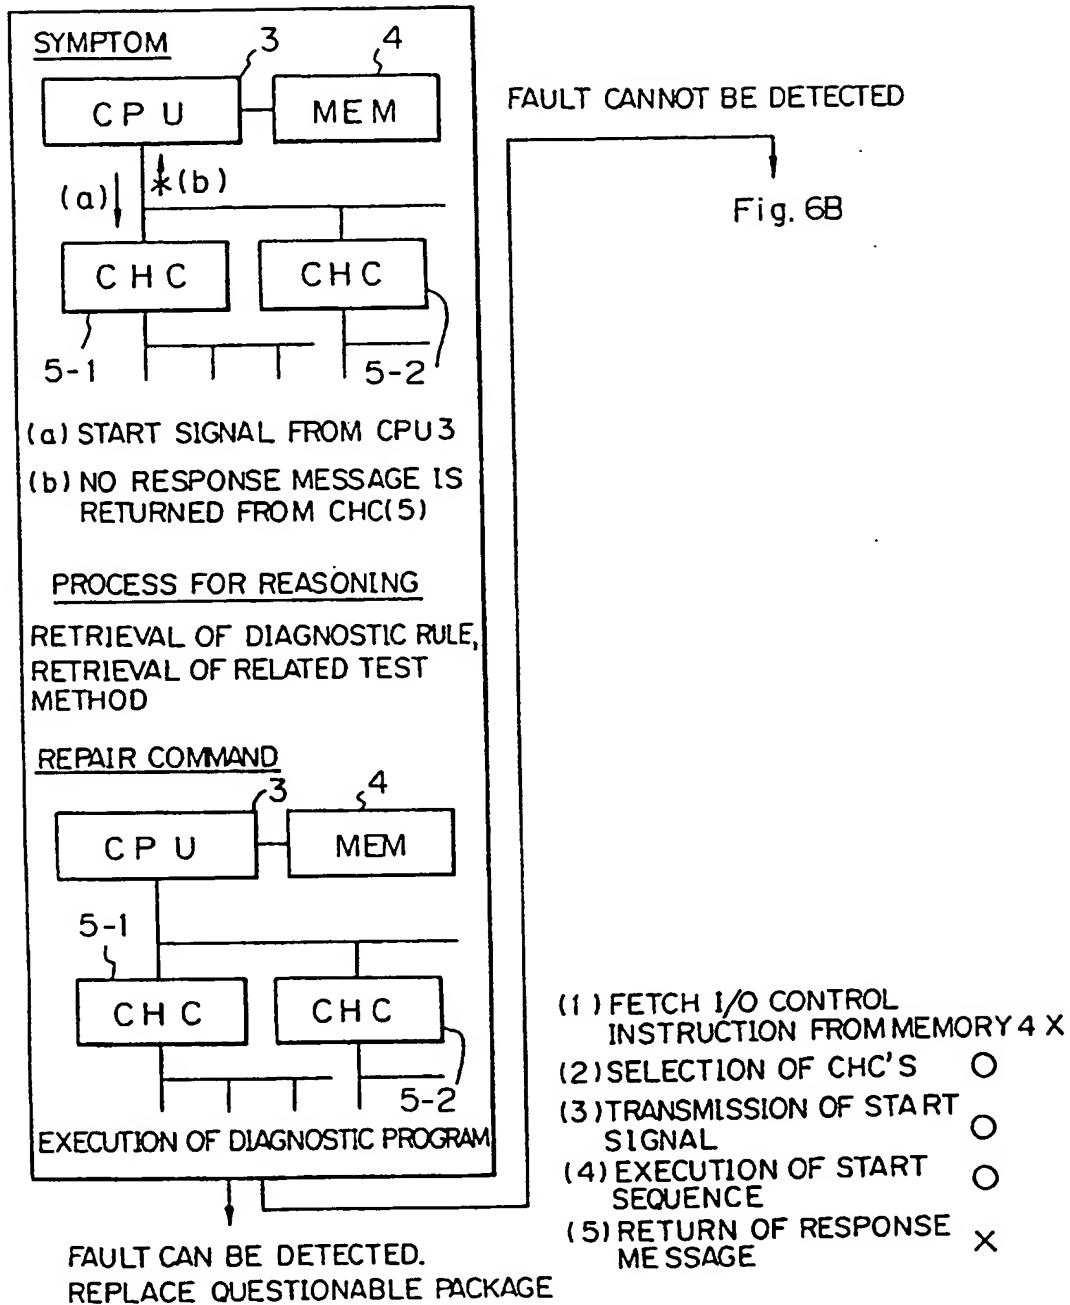 SYMPTOM
3
4
CPU
MEM
(a)
*(b)
CHC
CHC
5-1
5-2
(a) START SIGNAL FROM CPU 3
(b) NO RESPONSE MESSAGE IS
RETURNED FROM CHC(5)
PROCESS FOR REASONING
RETRIEVAL OF DIAGNOSTIC RULE,
RETRIEVAL OF RELATED TEST
METHOD
REPAIR COMMAND
3
4
CPU
MEM
5-1
CHC
CHC
5-2
EXECUTION OF DIAGNOSTIC PROGRAM
FAULT CAN BE DETECTED.
REPLACE QUESTIONABLE PACKAGE
FAULT CANNOT BE DETECTED
Fig. 6B
(1) FETCH I/O CONTROL
INSTRUCTION FROM MEMORY 4 X
(2) SELECTION OF CHC'S O
(3) TRANSMISSION OF START
SIGNAL O
(4) EXECUTION OF START
SEQUENCE O
(5) RETURN OF RESPONSE
MESSAGE X